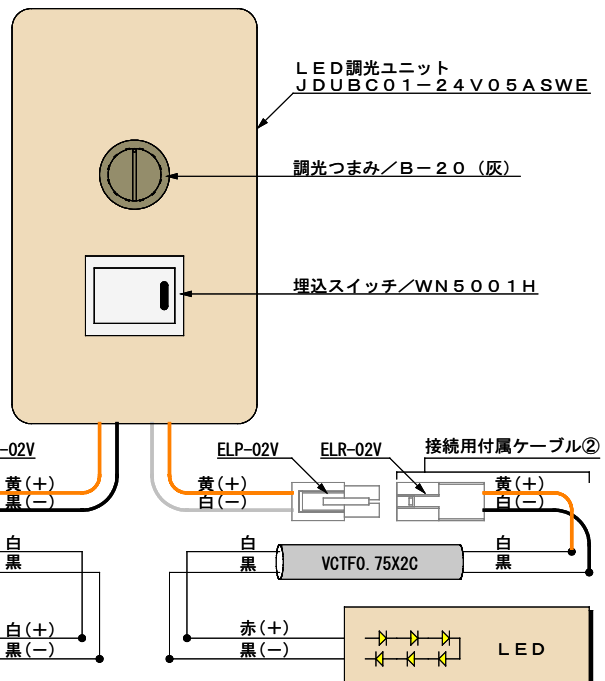 LED調光ユニット
JDUBC01-24V05ASWE
調光つまみ/B-20(灰)
埋込スイッチ/WN5001H
-02V
ELP-02V
ELR-02V
接続用付属ケーブル②
黄(+)
黒(-)
黄(+)
白(-)
黄(+)
白(-)
白
黒
白
黒
VCTF0.75X2C
白
黒
白(+)
黒(-)
赤(+)
黒(-)
LED